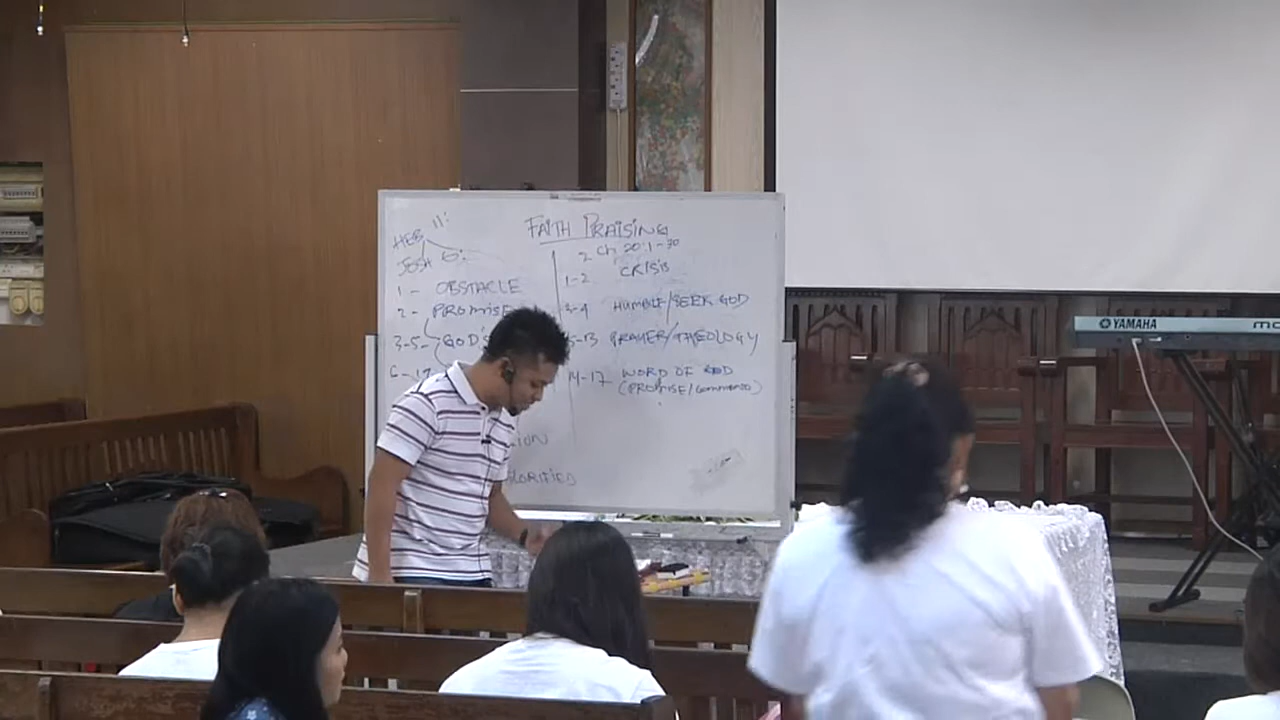 FAITH PRAISING
HEB 11:
JOSH 6:
1 - OBSTACLE
2 - PROMISE
3-5 - GOD'S
6-
GLORIFIED
2 Ch 20:1-30
1-2 CRISIS
3-4 HUMBLE/SEEK GOD
5-13 PRAYER/THEOLOGY
14-17 WORD OF GOD
(PROMISE/COMMAND)
YAMAHA